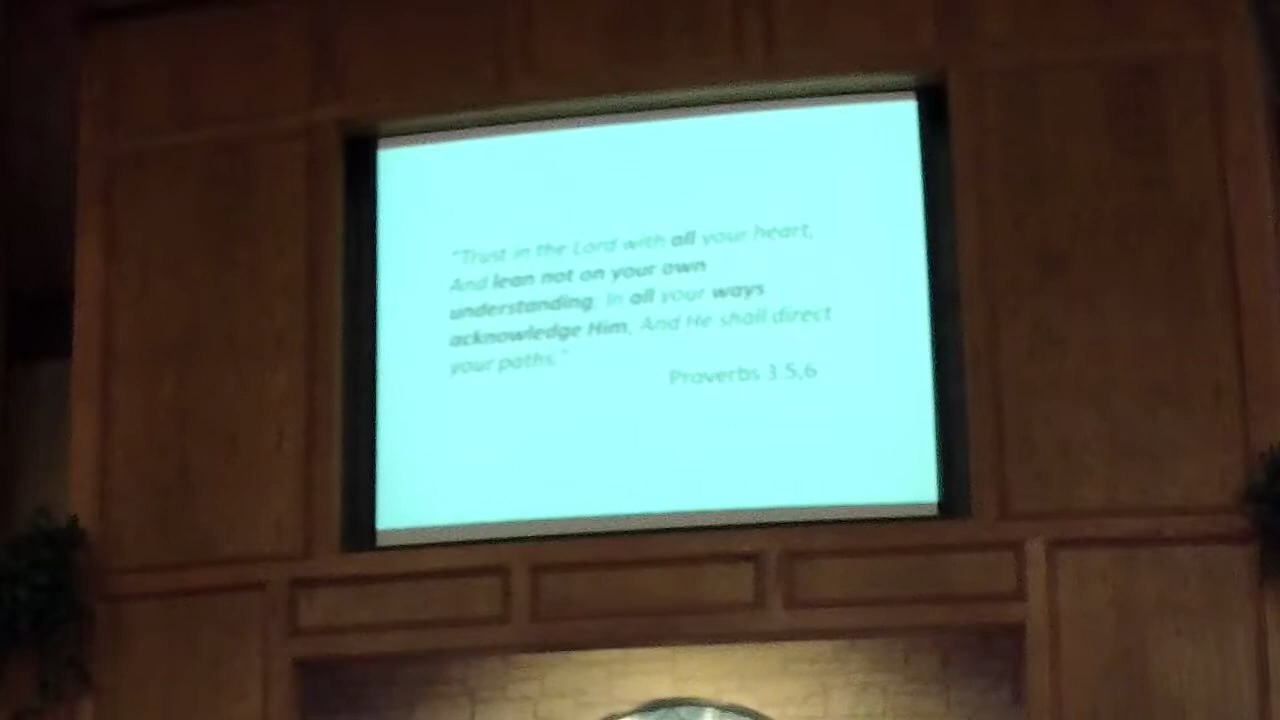 "Trust in the Lord with all your heart,
And lean not on your own
understanding; In all your ways
acknowledge Him, And He shall direct
your paths."
Proverbs 3:5,6